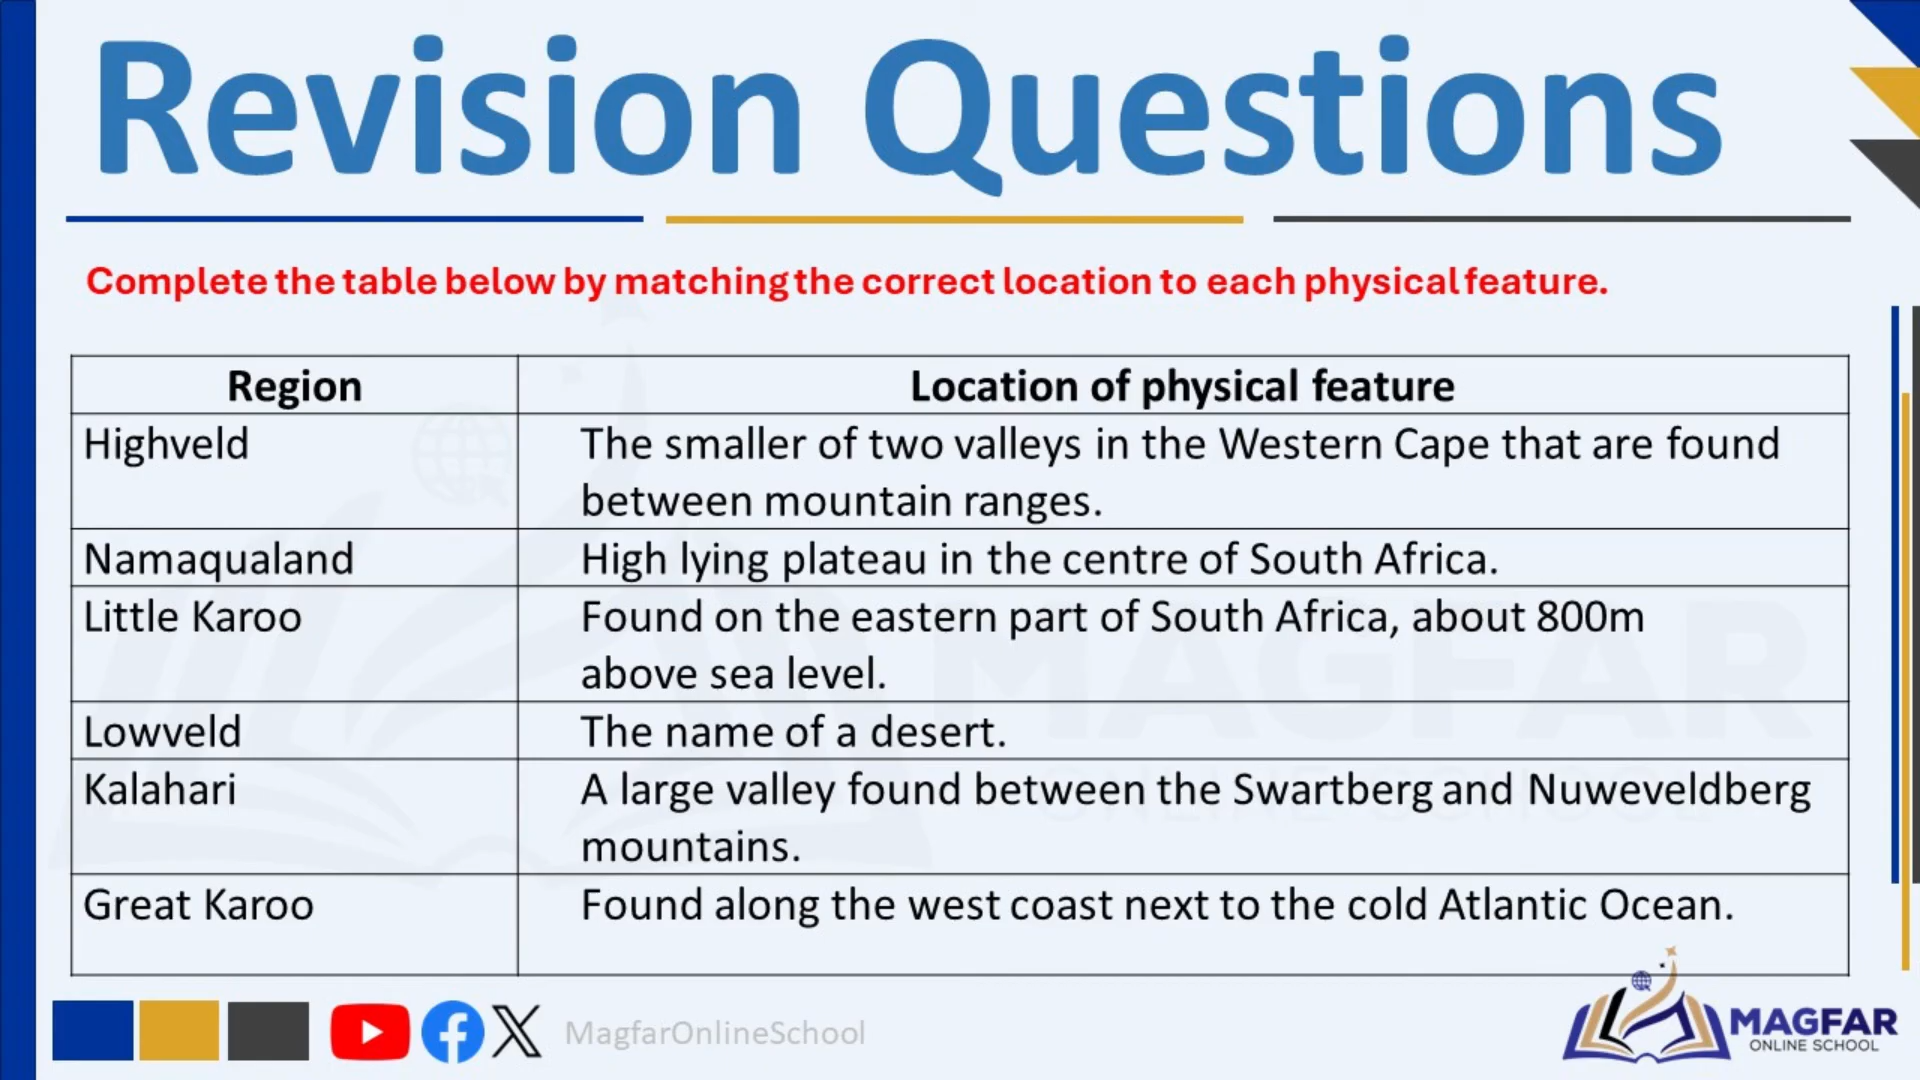 Revision Questions
Complete the table below by matching the correct location to each physical feature.
Region Location of physical feature
Highveld The smaller of two valleys in the Western Cape that are found
between mountain ranges.
Namaqualand High lying plateau in the centre of South Africa.
Little Karoo Found on the eastern part of South Africa, about 800m
above sea level.
Lowveld The name of a desert.
Kalahari A large valley found between the Swartberg and Nuweveldberg
mountains.
Great Karoo Found along the west coast next to the cold Atlantic Ocean.
MAGFAR
ONLINE SCHOOL
MagfarOnlineSchool
MAGFAR
ONLINE SCHOOL